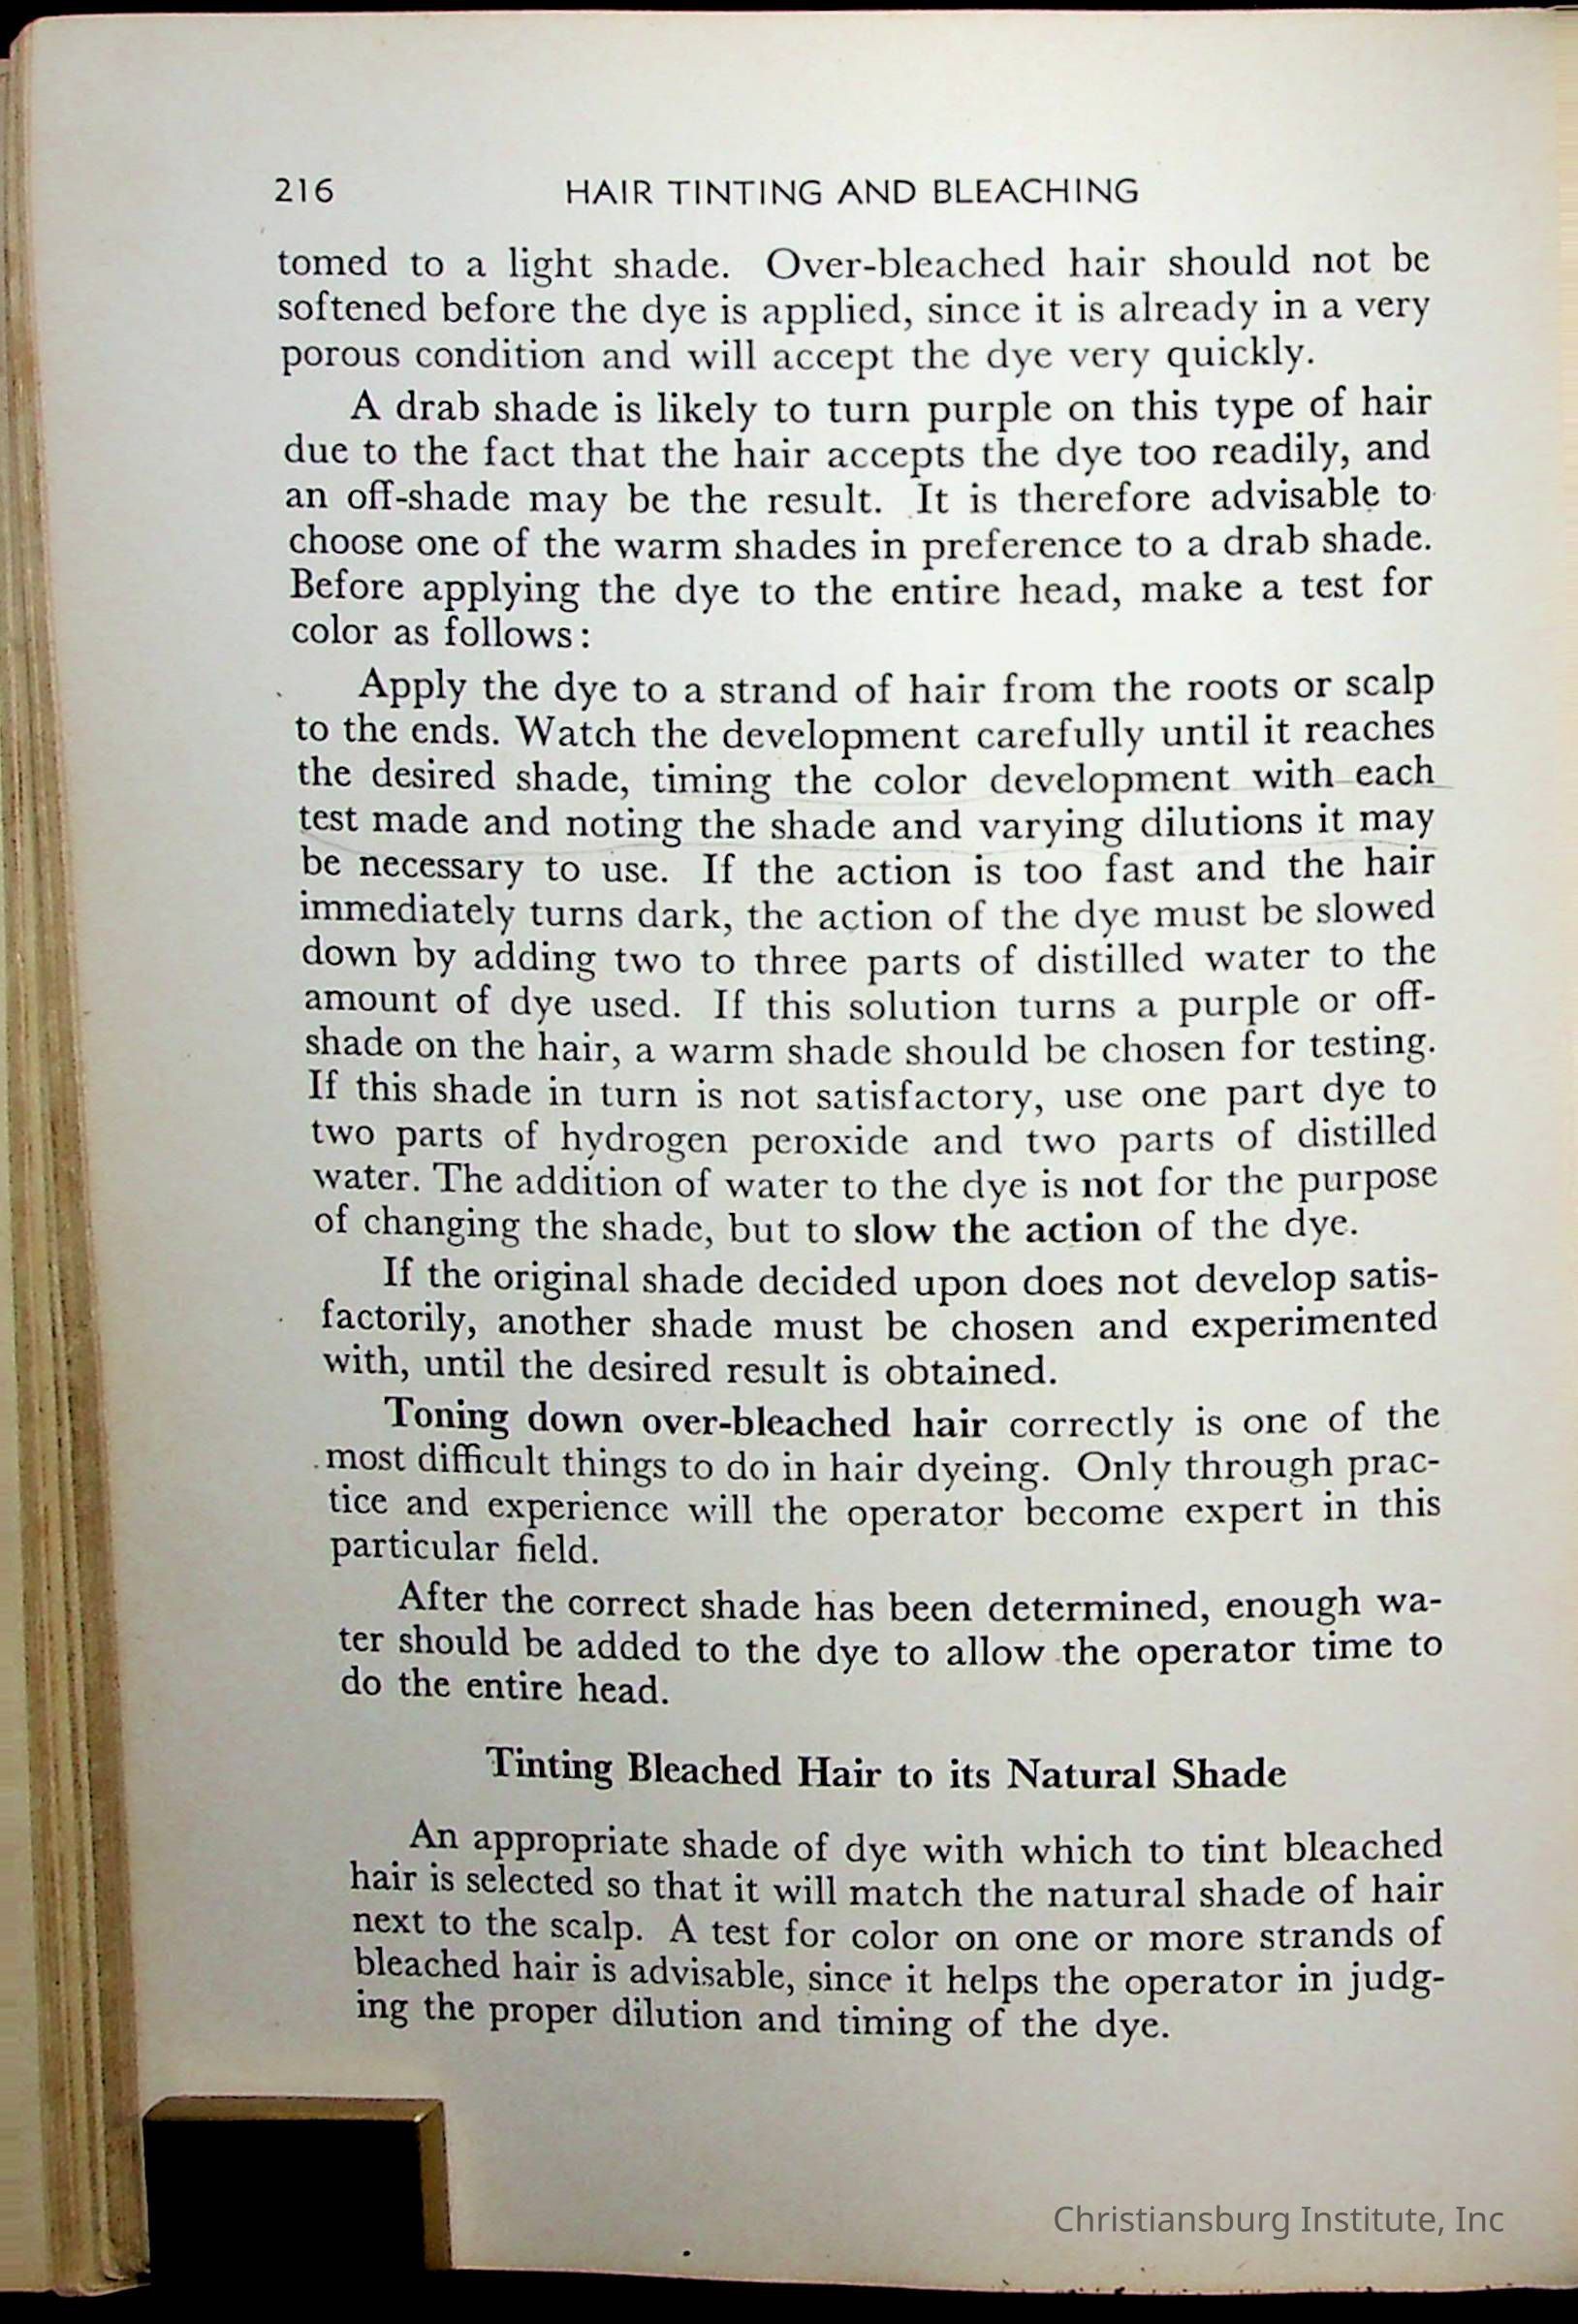 216 HAIR TINTING AND BLEACHING
tomed to a light shade. Over-bleached hair should not be
softened before the dye is applied, since it is already in a very
porous condition and will accept the dye very quickly.
A drab shade is likely to turn purple on this type of hair
due to the fact that the hair accepts the dye too readily, and
an off-shade may be the result. It is therefore advisable to
choose one of the warm shades in preference to a drab shade.
Before applying the dye to the entire head, make a test for
color as follows:
Apply the dye to a strand of hair from the roots or scalp
to the ends. Watch the development carefully until it reaches
the desired shade, timing the color development with each
test made and noting the shade and varying dilutions it may
be necessary to use. If the action is too fast and the hair
immediately turns dark, the action of the dye must be slowed
down by adding two to three parts of distilled water to the
amount of dye used. If this solution turns a purple or off-
shade on the hair, a warm shade should be chosen for testing.
If this shade in turn is not satisfactory, use one part dye to
two parts of hydrogen peroxide and two parts of distilled
water. The addition of water to the dye is not for the purpose
of changing the shade, but to slow the action of the dye.
If the original shade decided upon does not develop satis-
factorily, another shade must be chosen and experimented
with, until the desired result is obtained.
Toning down over-bleached hair correctly is one of the
most difficult things to do in hair dyeing. Only through prac-
tice and experience will the operator become expert in this
particular field.
After the correct shade has been determined, enough wa-
ter should be added to the dye to allow the operator time to
do the entire head.
Tinting Bleached Hair to its Natural Shade
An appropriate shade of dye with which to tint bleached
hair is selected so that it will match the natural shade of hair
next to the scalp. A test for color on one or more strands of
bleached hair is advisable, since it helps the operator in judg-
ing the proper dilution and timing of the dye.
Christiansburg Institute, Inc